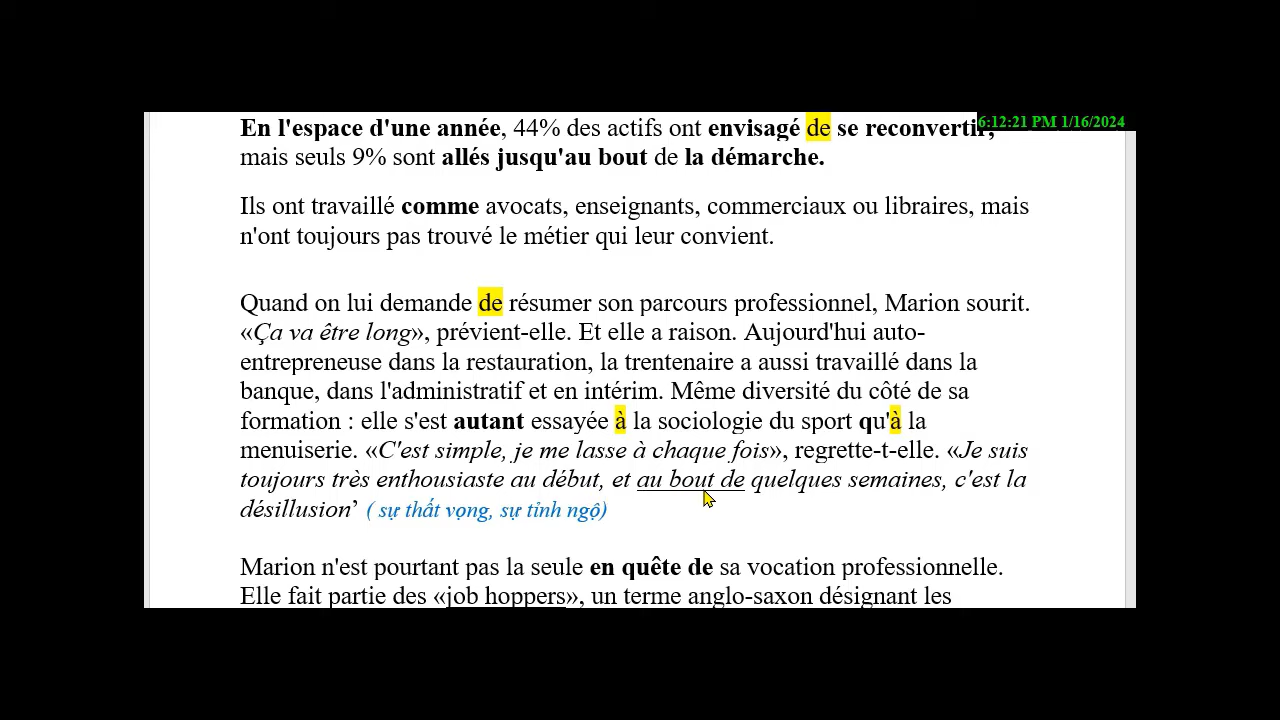 En l'espace d'une année, 44% des actifs ont envisagé de se reconvertir,
6:12:21 PM 1/16/2024
mais seuls 9% sont allés jusqu'au bout de la démarche.
Ils ont travaillé comme avocats, enseignants, commerciaux ou libraires, mais
n'ont toujours pas trouvé le métier qui leur convient.
Quand on lui demande de résumer son parcours professionnel, Marion sourit.
«Ça va être long», prévient-elle. Et elle a raison. Aujourd'hui auto-
entrepreneuse dans la restauration, la trentenaire a aussi travaillé dans la
banque, dans l'administratif et en intérim. Même diversité du côté de sa
formation : elle s'est autant essayée à la sociologie du sport qu'à la
menuiserie. «C'est simple, je me lasse à chaque fois», regrette-t-elle. «Je suis
toujours très enthousiaste au début, et au bout de quelques semaines, c'est la
désillusion’ ( sự thất vọng, sự tỉnh ngộ)
Marion n'est pourtant pas la seule en quête de sa vocation professionnelle.
Elle fait partie des «job hoppers», un terme anglo-saxon désignant les